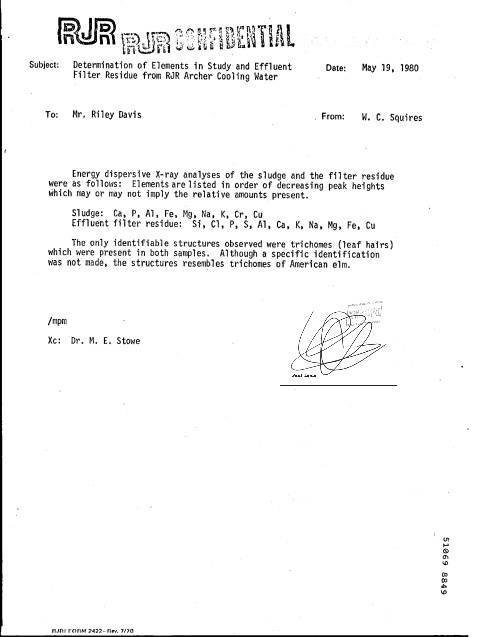 RJR RJR CONFIDENTIAL
Subject: Determination of Elements in Study and Effluent Date: May 19, 1980
Filter Residue from RJR Archer Cooling Water
To: Mr. Riley Davis From: W. C. Squires
Energy dispersive X-ray analyses of the sludge and the filter residue
were as follows: Elements are listed in order of decreasing peak heights
which may or may not imply the relative amounts present.
Sludge: Ca, P, Al, Fe, Mg, Na, K, Cr, Cu
Effluent filter residue: Si, Cl, P, S, Al, Ca, K, Na, Mg, Fe, Cu
The only identifiable structures observed were trichomes (leaf hairs)
which were present in both samples. Although a specific identification
was not made, the structures resembles trichomes of American elm.
/mpm
Xc: Dr. M. E. Stowe
51069 8849
RJRI FORM 2422-Rev. 7/70